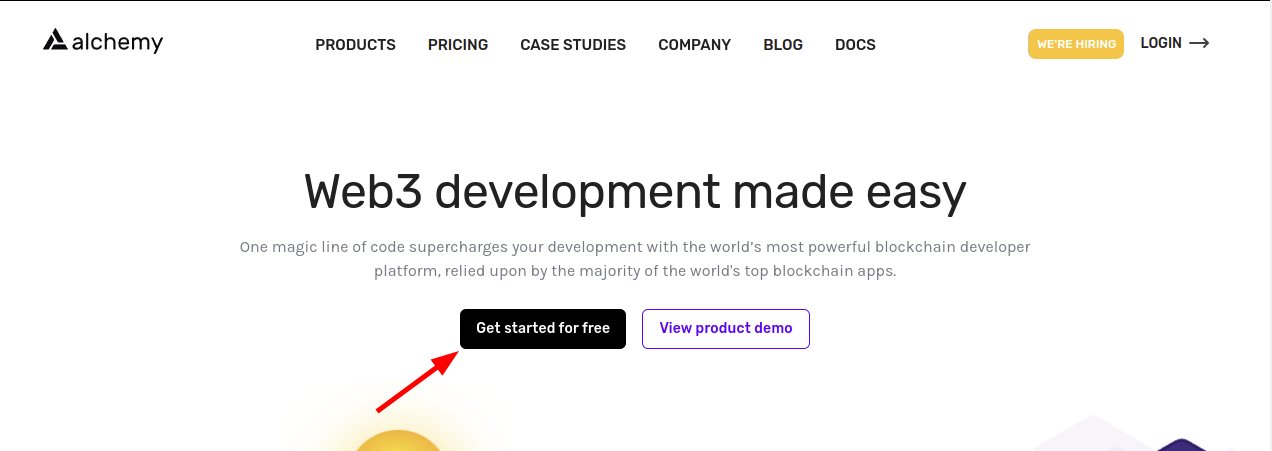 alchemy
PRODUCTS PRICING CASE STUDIES COMPANY BLOG DOCS
WE'RE HIRING
LOGIN
Web3 development made easy
One magic line of code supercharges your development with the world’s most powerful blockchain developer
platform, relied upon by the majority of the world's top blockchain apps.
Get started for free
View product demo